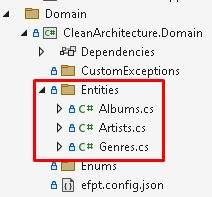 Domain
C# CleanArchitecture.Domain
Dependencies
CustomExceptions
Entities
C# Albums.cs
C# Artists.cs
C# Genres.cs
Enums
efpt.config.json